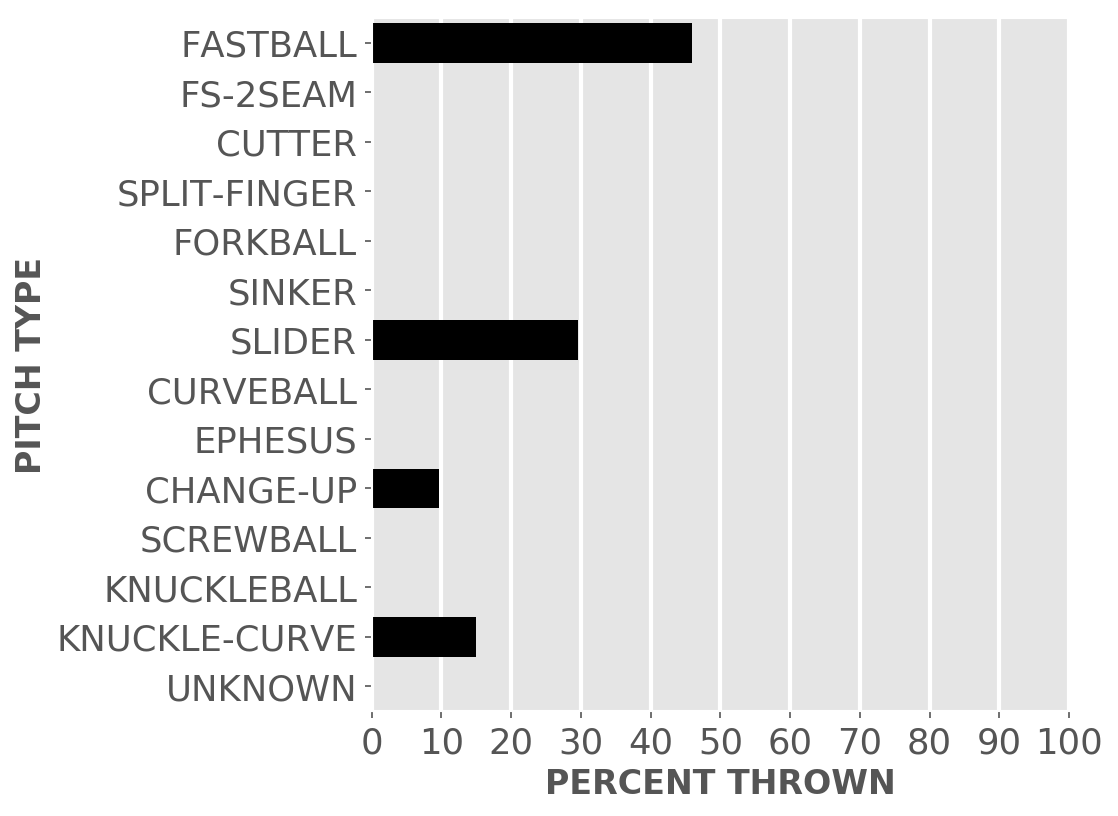 PITCH TYPE
FASTBALL
FS-2SEAM
CUTTER
SPLIT-FINGER
FORKBALL
SINKER
SLIDER
CURVEBALL
EPHESUS
CHANGE-UP
SCREWBALL
KNUCKLEBALL
KNUCKLE-CURVE
UNKNOWN
0 10 20 30 40 50 60 70 80 90 100
PERCENT THROWN